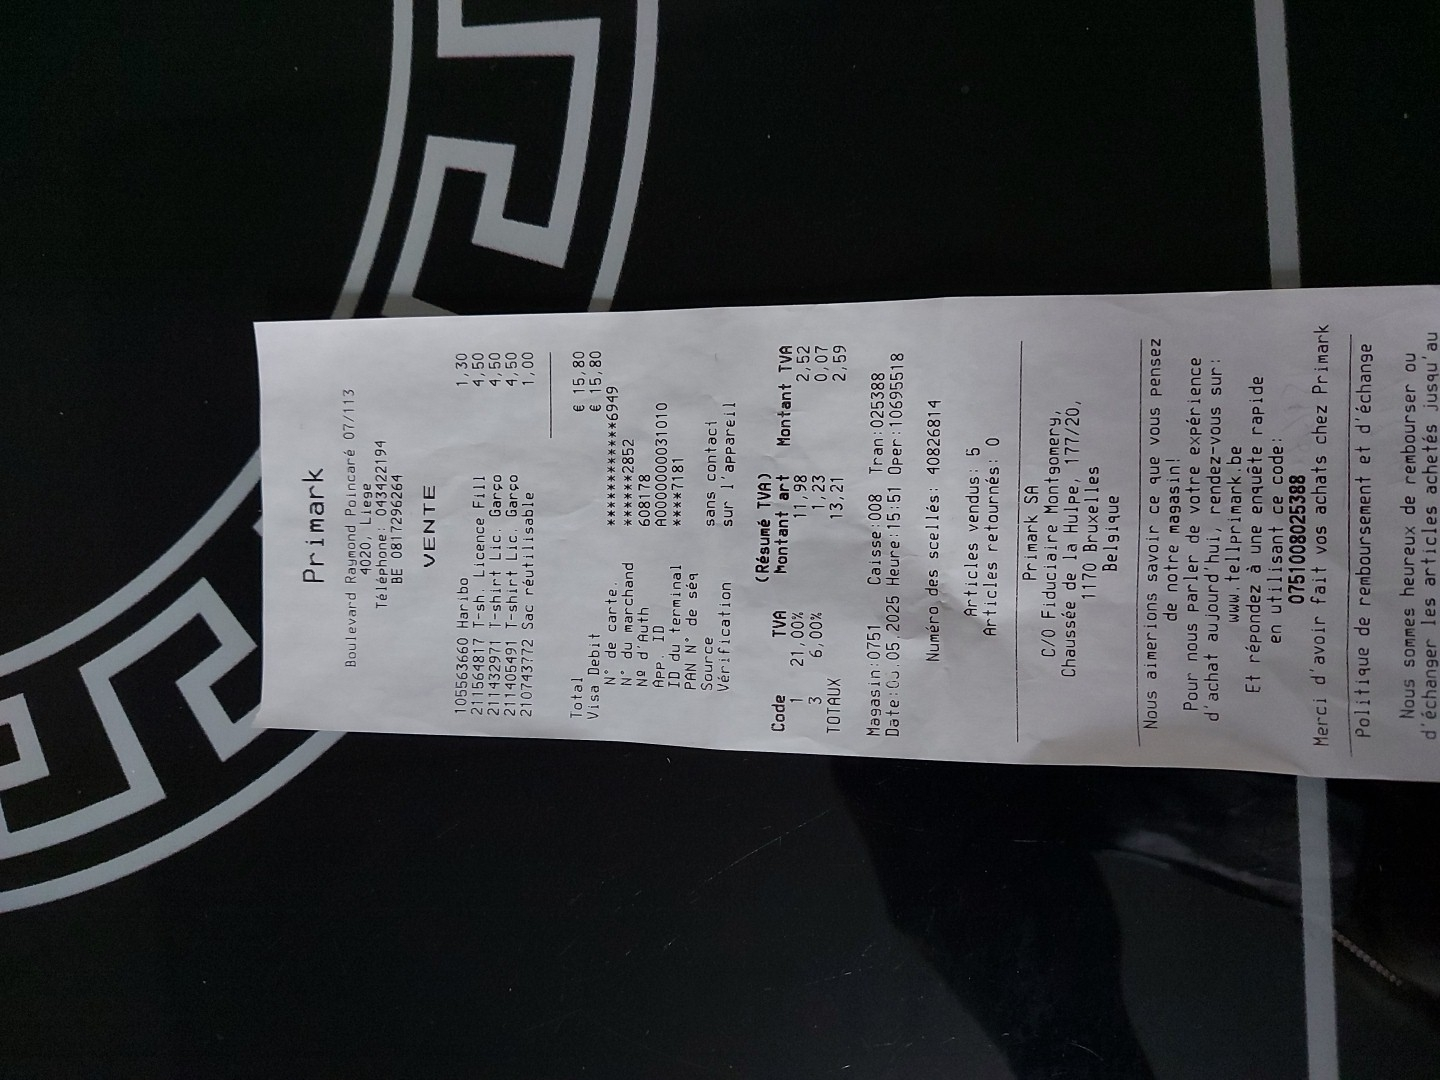 Primark
Boulevard Raymond Poincaré 07/113
4020, Liege
Téléphone: 043422194
BE 0817296264
VENTE
105563660 Haribo 1,30
211564817 T-sh. Licence Fill 4,50
211432971 T-shirt Lic. Garço 4,50
211405491 T-shirt Lic. Garço 4,50
210743772 Sac réutilisable 1,00
Total € 15,80
Visa Debit € 15,80
N° de carte. ************6949
N° du marchand ******2852
Nº d'Auth 608178
App. ID A0000000031010
ID du terminal ****7181
PAN N° de séq
Source sans contact
Vérification sur l'appareil
(Résumé TVA)
Code TVA Montant art Montant TVA
1 21,00% 11,98 2,52
3 6,00% 1,23 0,07
TOTAUX 13,21 2,59
Magasin:0751 Caisse:008 Tran:025388
Date: .05.2025 Heure:15:51 Oper:10695518
Numéro des scellés: 40826814
Articles vendus: 5
Articles retournés: 0
Primark SA
C/O Fiduciaire Montgomery,
Chaussée de la Hulpe, 177/20,
1170 Bruxelles
Belgique
Nous aimerions savoir ce que vous pensez
de notre magasin!
Pour nous parler de votre expérience
d'achat aujourd'hui, rendez-vous sur:
www.tellprimark.be
Et répondez à une enquête rapide
en utilisant ce code:
0751008025388
Merci d'avoir fait vos achats chez Primark
Politique de remboursement et d'échange
Nous sommes heureux de rembourser ou
d'échanger les articles achetés jusqu'au